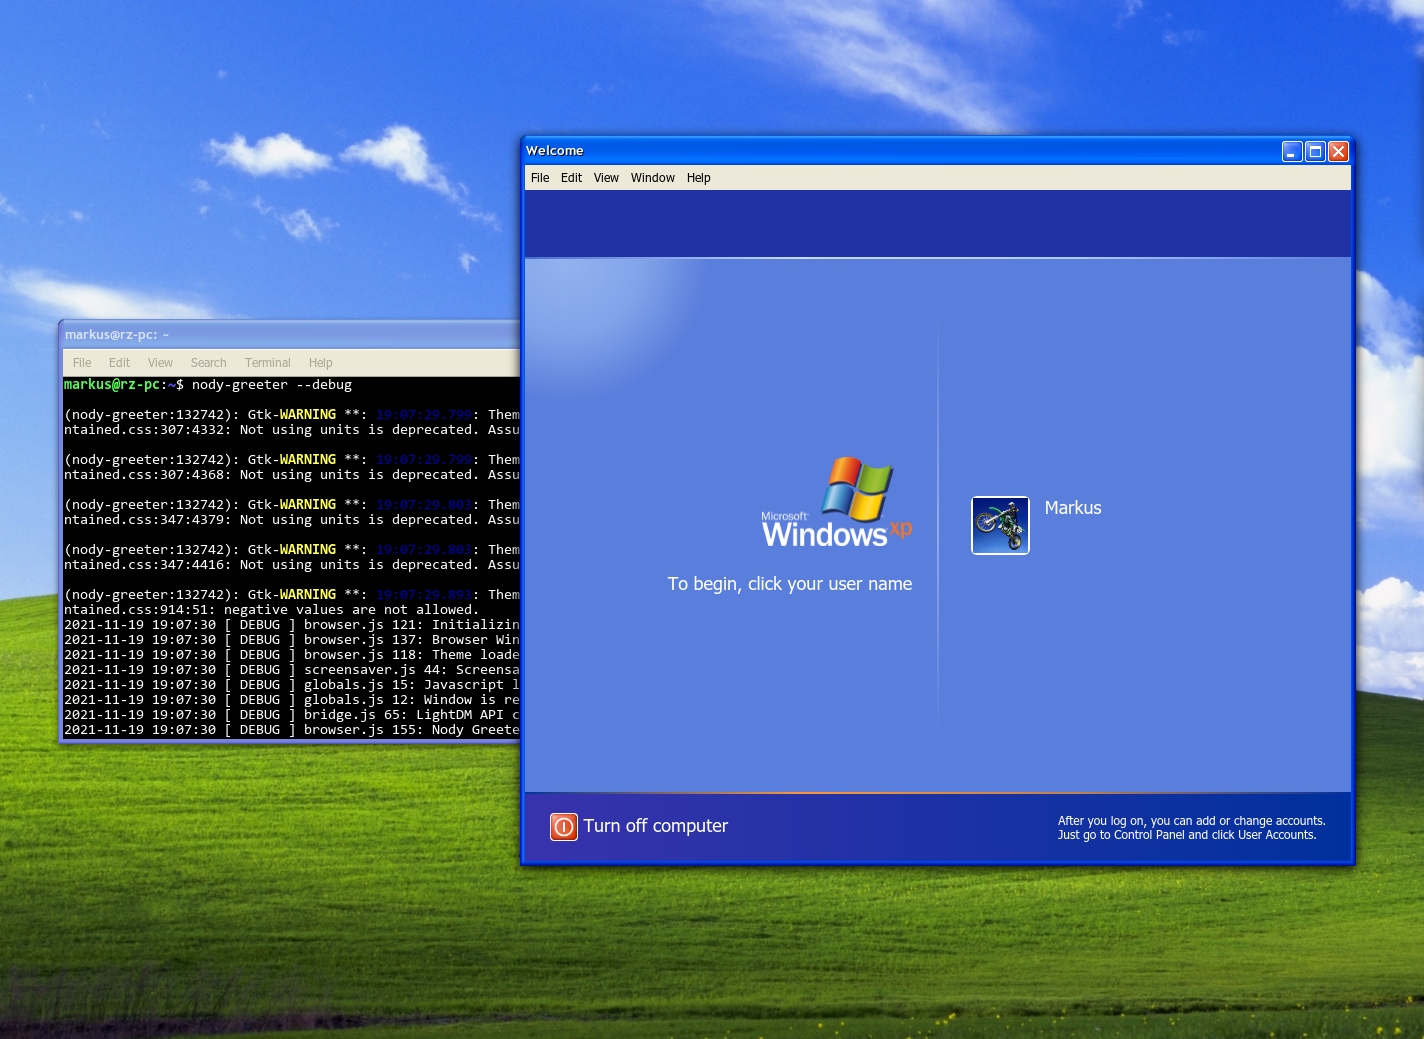 markus@rz-pc: ~
File Edit View Search Terminal Help
markus@rz-pc:~$ nody-greeter --debug
(nody-greeter:132742): Gtk-WARNING **: 19:07:29.799: Them
ntained.css:307:4332: Not using units is deprecated. Assu
(nody-greeter:132742): Gtk-WARNING **: 19:07:29.799: Them
ntained.css:307:4368: Not using units is deprecated. Assu
(nody-greeter:132742): Gtk-WARNING **: 19:07:29.803: Them
ntained.css:347:4379: Not using units is deprecated. Assu
(nody-greeter:132742): Gtk-WARNING **: 19:07:29.803: Them
ntained.css:347:4416: Not using units is deprecated. Assu
(nody-greeter:132742): Gtk-WARNING **: 19:07:29.893: Them
ntained.css:914:51: negative values are not allowed.
2021-11-19 19:07:30 [ DEBUG ] browser.js 121: Initializin
2021-11-19 19:07:30 [ DEBUG ] browser.js 137: Browser Win
2021-11-19 19:07:30 [ DEBUG ] browser.js 118: Theme loade
2021-11-19 19:07:30 [ DEBUG ] screensaver.js 44: Screensa
2021-11-19 19:07:30 [ DEBUG ] globals.js 15: Javascript l
2021-11-19 19:07:30 [ DEBUG ] globals.js 12: Window is re
2021-11-19 19:07:30 [ DEBUG ] bridge.js 65: LightDM API c
2021-11-19 19:07:30 [ DEBUG ] browser.js 155: Nody Greete
Welcome
File Edit View Window Help
Microsoft
Windows xp
To begin, click your user name
Markus
Turn off computer
After you log on, you can add or change accounts.
Just go to Control Panel and click User Accounts.